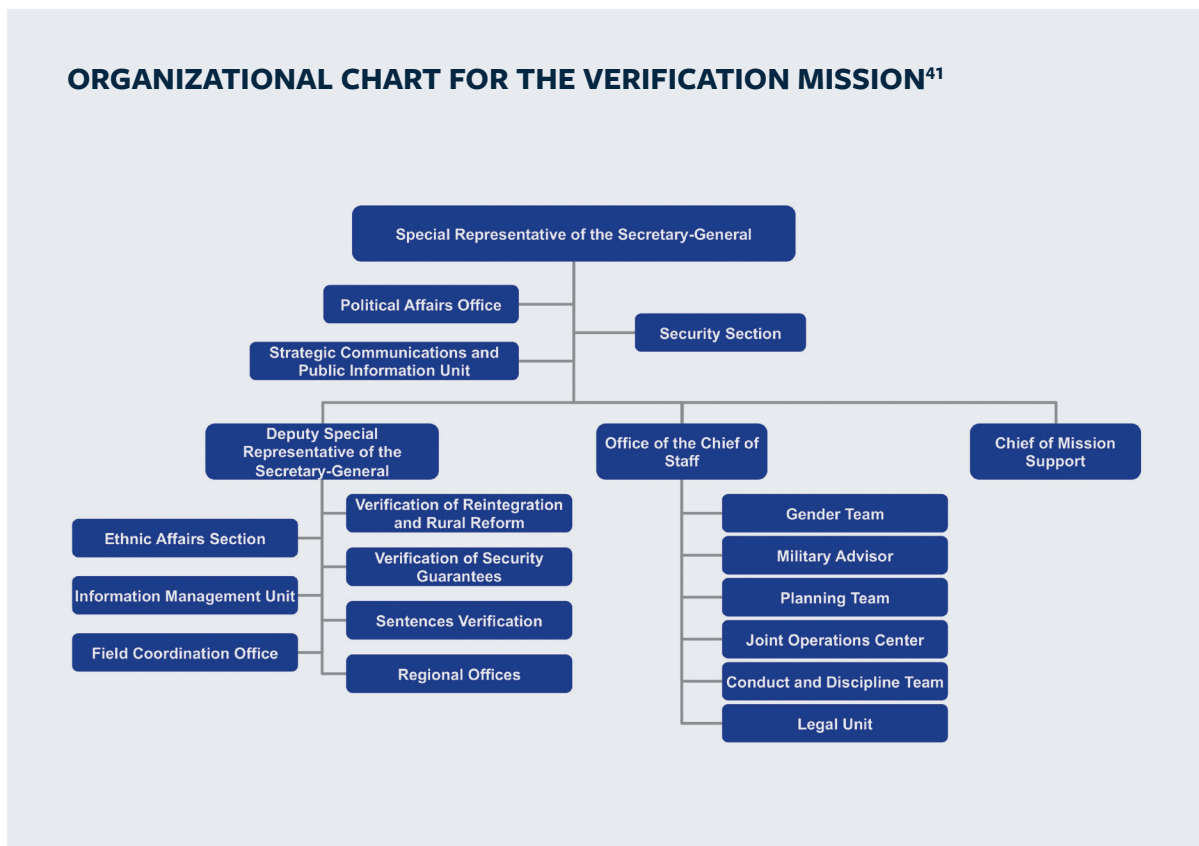 ORGANIZATIONAL CHART FOR THE VERIFICATION MISSION⁴¹
Special Representative of the Secretary-General
Political Affairs Office
Security Section
Strategic Communications and
Public Information Unit
Deputy Special
Representative of the
Secretary-General
Office of the Chief of
Staff
Chief of Mission
Support
Verification of Reintegration
and Rural Reform
Ethnic Affairs Section
Verification of Security
Guarantees
Information Management Unit
Sentences Verification
Field Coordination Office
Regional Offices
Gender Team
Military Advisor
Planning Team
Joint Operations Center
Conduct and Discipline Team
Legal Unit